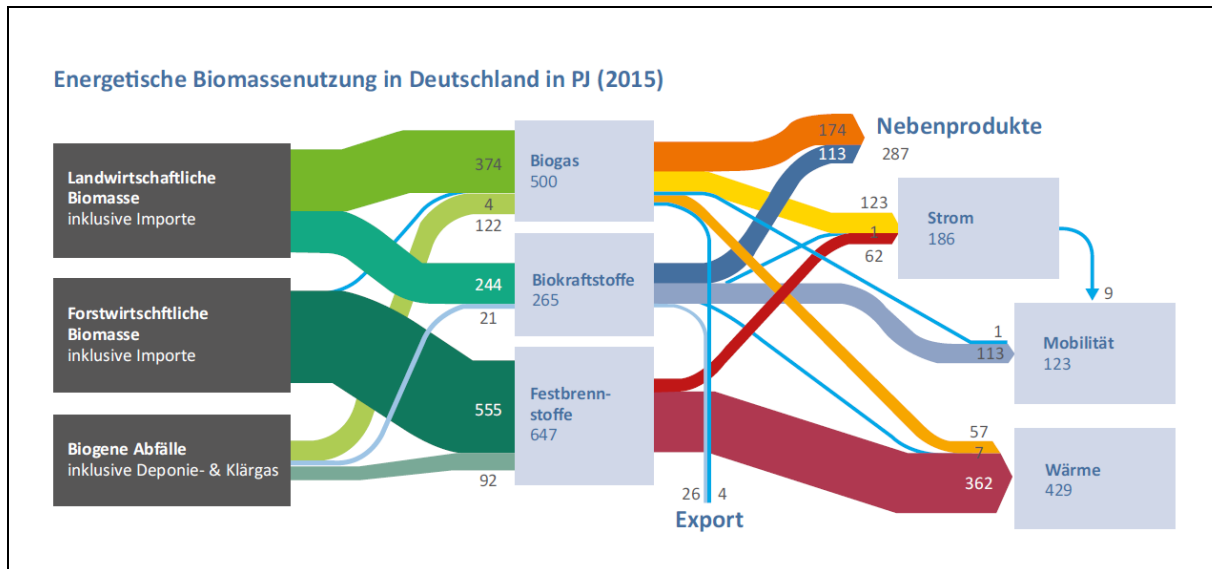 Energetische Biomassenutzung in Deutschland in PJ (2015)
Landwirtschaftliche
Biomasse
inklusive Importe
Forstwirtschftliche
Biomasse
inklusive Importe
Biogene Abfälle
inklusive Deponie- & Klärgas
374
4
122
244
21
555
92
Biogas
500
Biokraftstoffe
265
Festbrenn-
stoffe
647
174
113
Nebenprodukte
287
123
1
62
Strom
186
9
1
113
Mobilität
123
57
7
362
Wärme
429
26
4
Export